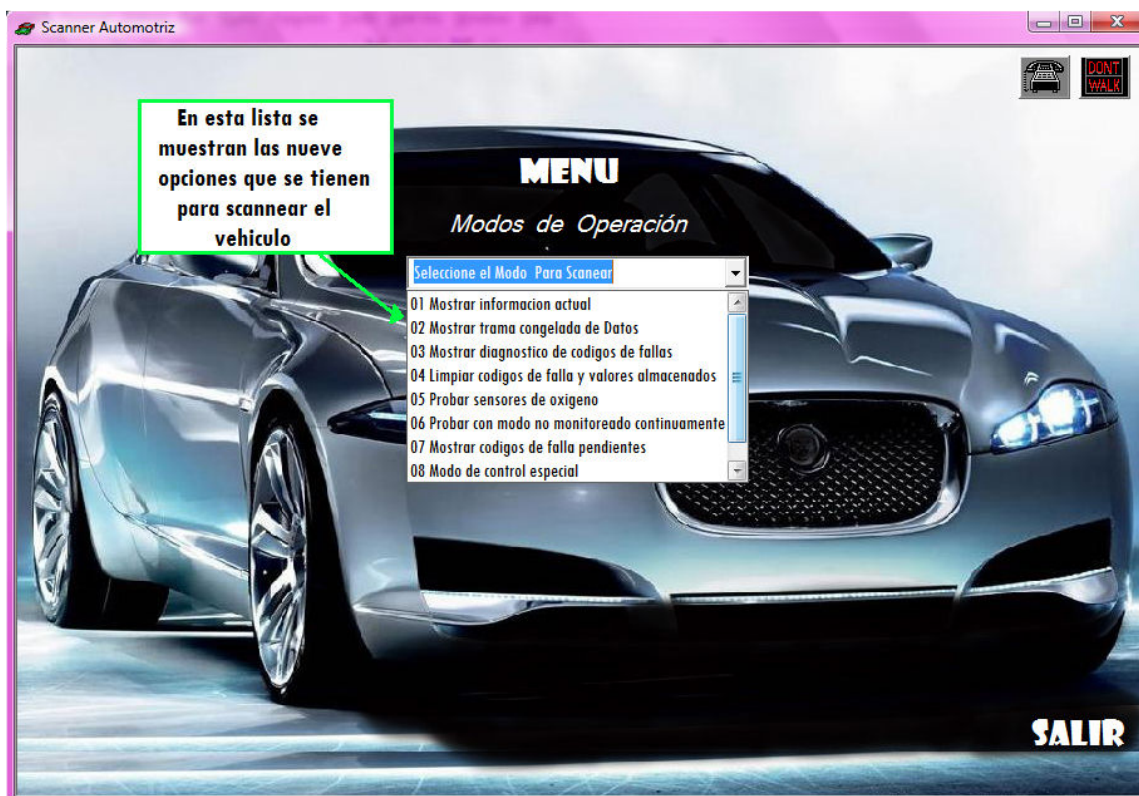 Scanner Automotriz
DONT
WALK
En esta lista se
muestran las nueve
opciones que se tienen
para scannear el
vehiculo
MENU
Modos de Operación
Seleccione el Modo Para Scanear
01 Mostrar informacion actual
02 Mostrar trama congelada de Datos
03 Mostrar diagnostico de codigos de fallas
04 Limpiar codigos de falla y valores almacenados
05 Probar sensores de oxigeno
06 Probar con modo no monitoreado continuamente
07 Mostrar codigos de falla pendientes
08 Modo de control especial
SALIR